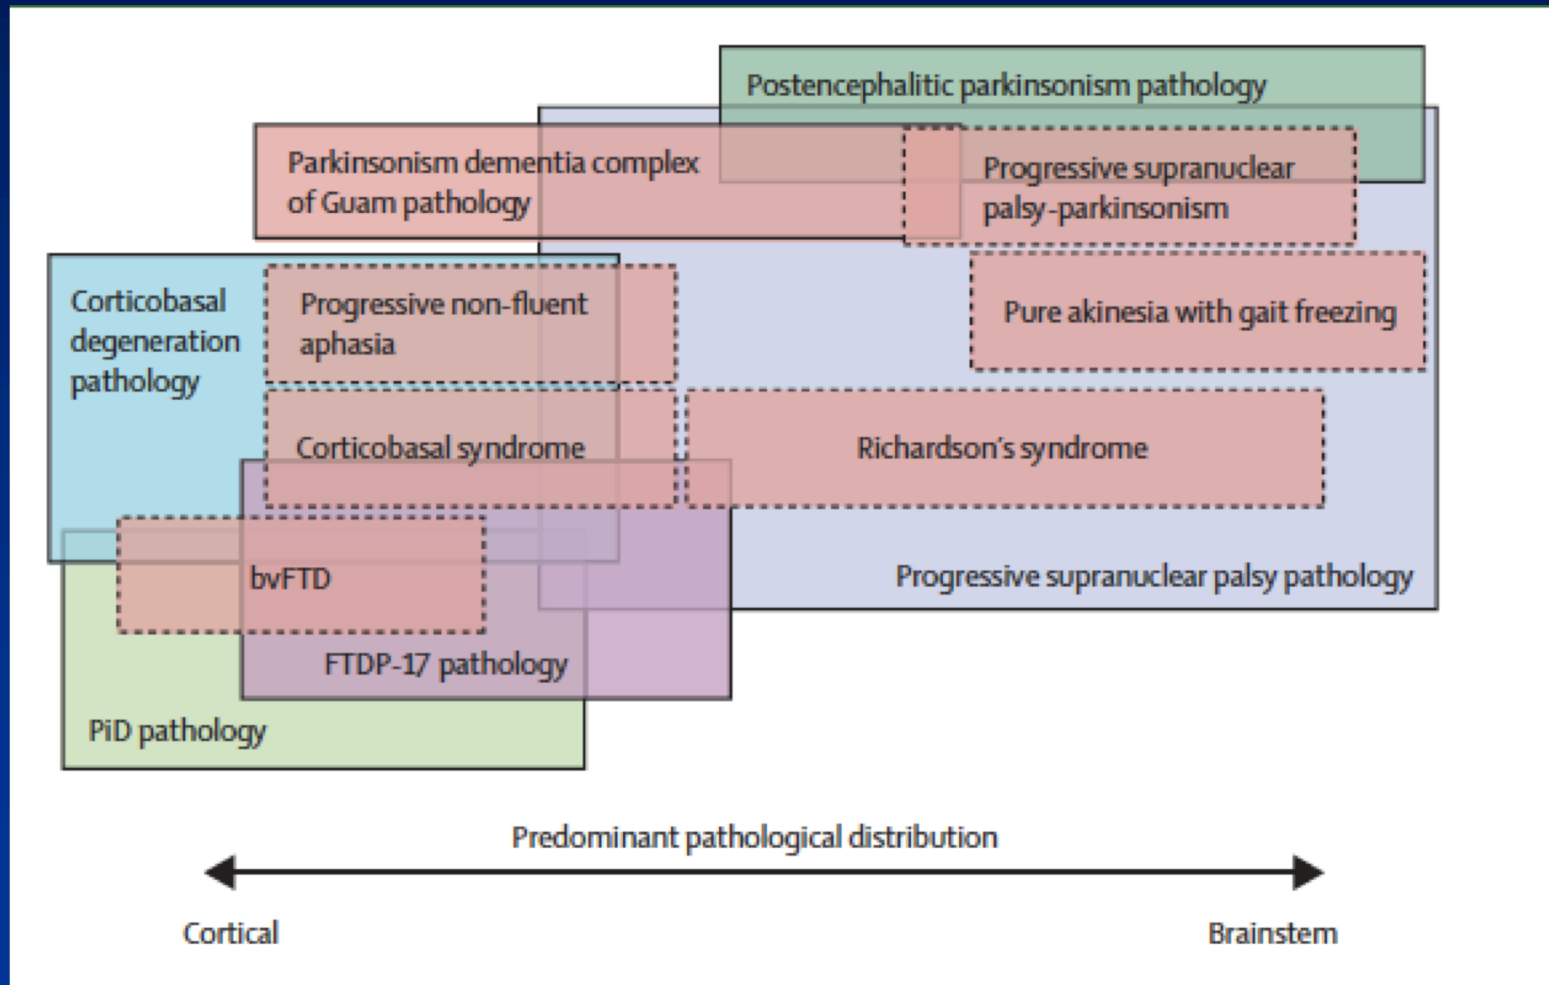 Postencephalitic parkinsonism pathology
Parkinsonism dementia complex
of Guam pathology
Progressive supranuclear
palsy-parkinsonism
Corticobasal
degeneration
pathology
Progressive non-fluent
aphasia
Pure akinesia with gait freezing
Corticobasal syndrome
Richardson's syndrome
bvFTD
Progressive supranuclear palsy pathology
FTDP-17 pathology
PiD pathology
Predominant pathological distribution
Cortical
Brainstem